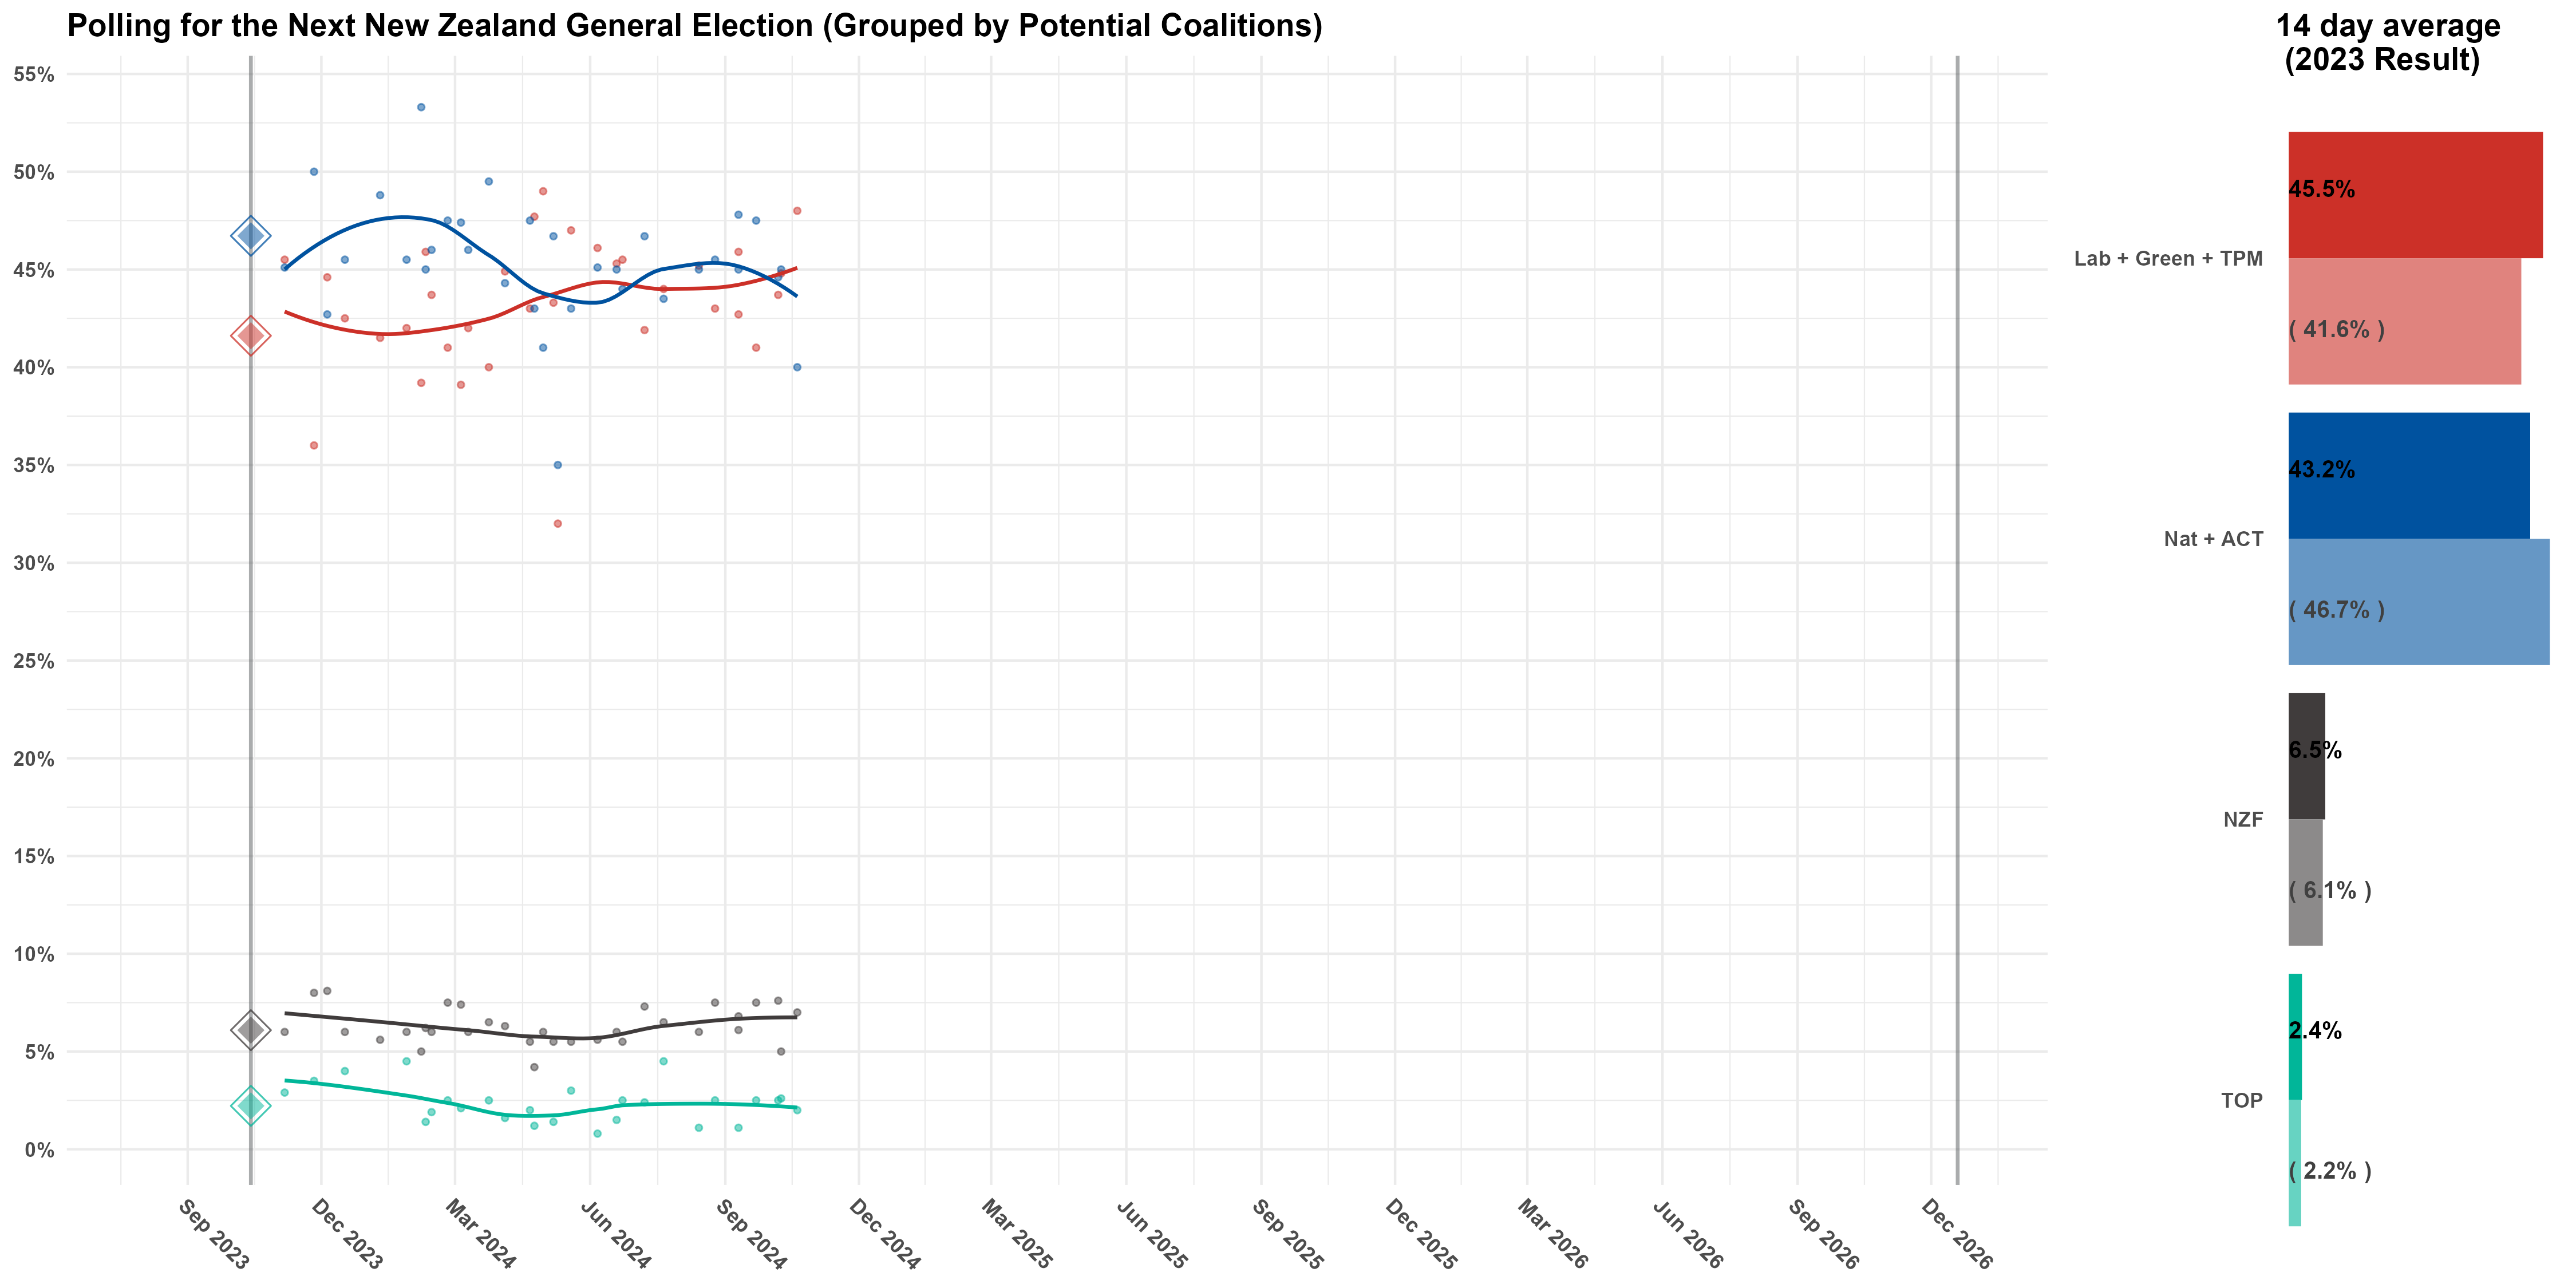 Polling for the Next New Zealand General Election (Grouped by Potential Coalitions)
14 day average
(2023 Result)
55%
50%
45%
40%
35%
30%
25%
20%
15%
10%
5%
0%
Sep 2023
Dec 2023
Mar 2024
Jun 2024
Sep 2024
Dec 2024
Mar 2025
Jun 2025
Sep 2025
Dec 2025
Mar 2026
Jun 2026
Sep 2026
Dec 2026
Lab + Green + TPM
45.5%
( 41.6% )
Nat + ACT
43.2%
( 46.7% )
NZF
6.5%
( 6.1% )
TOP
2.4%
( 2.2% )